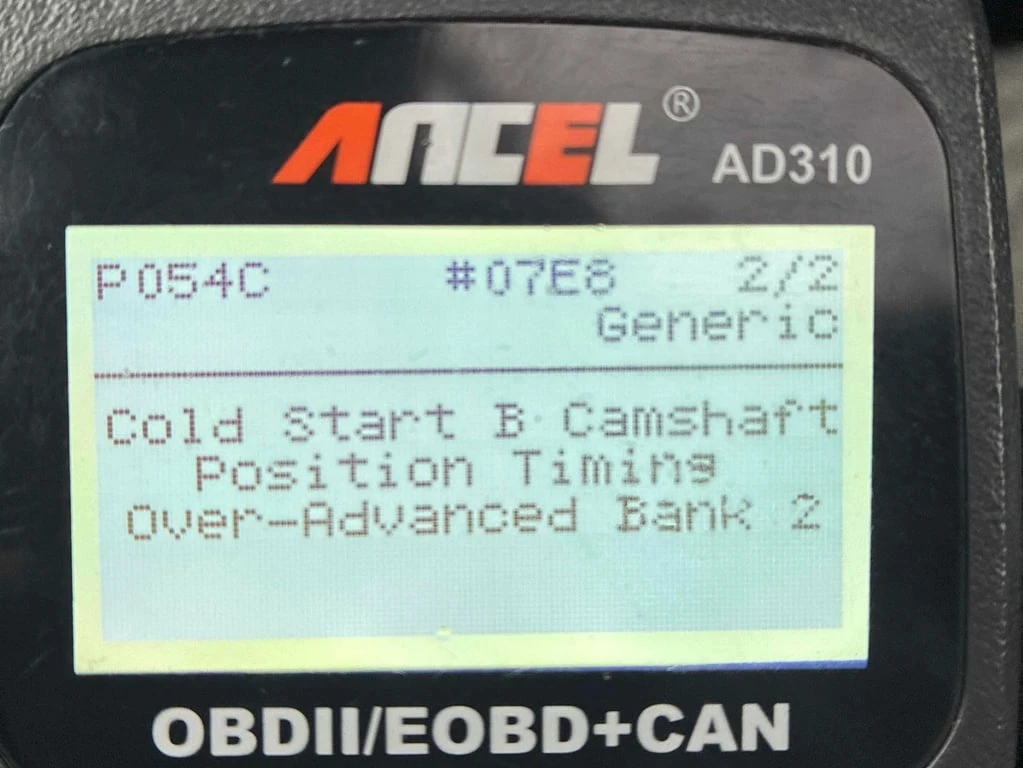 ANCEL®
AD310
P054C #07E8 2/2
Generic
Cold Start B Camshaft
Position Timing
Over-Advanced Bank 2
OBDII/EOBD+CAN